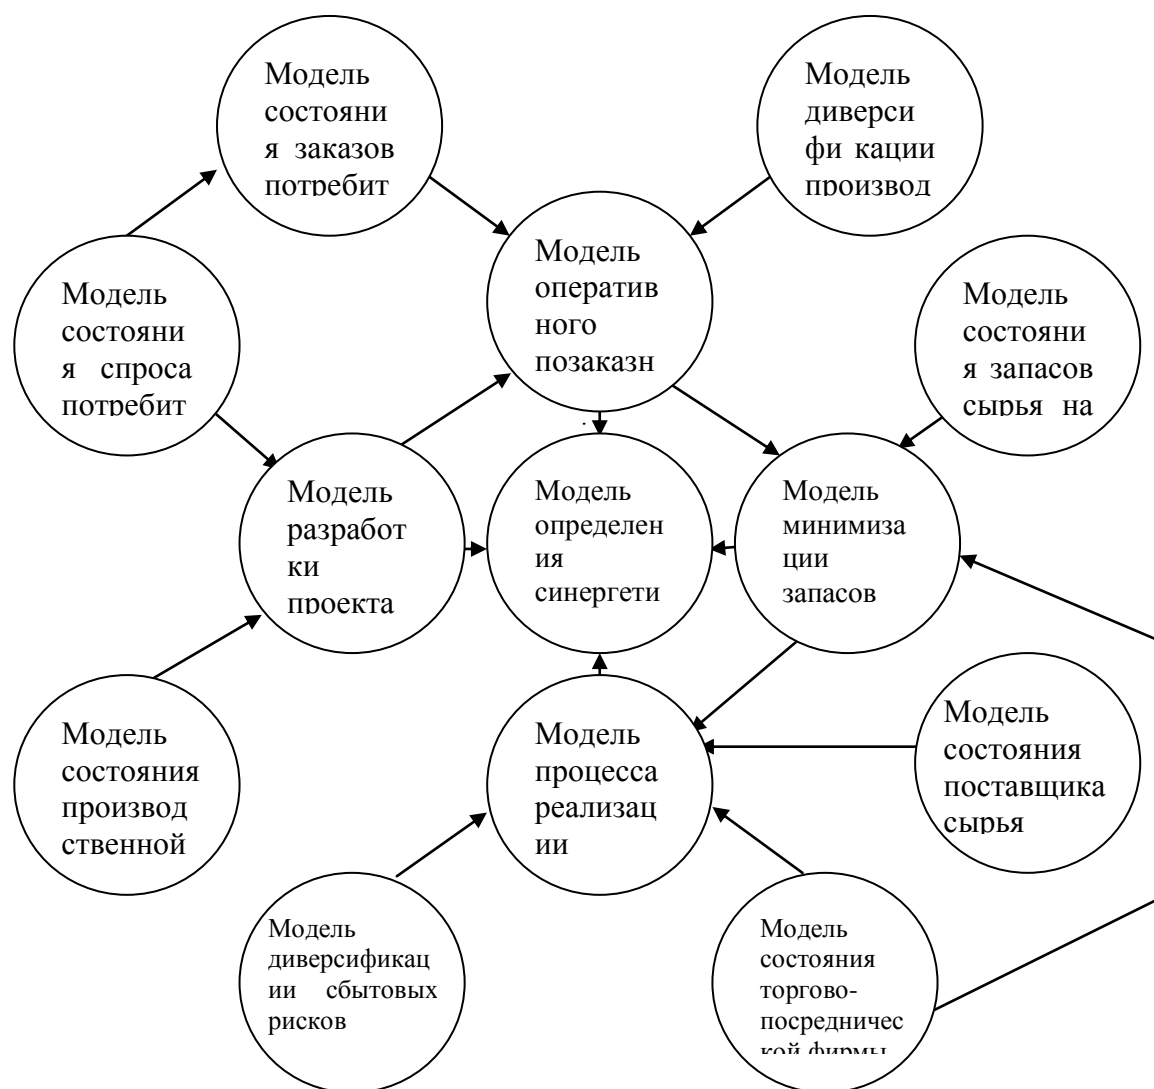 Модель
состояни
я заказов
потребит
Модель
диверси
фи кации
производ
Модель
состояни
я спроса
потребит
Модель
оператив
ного
позаказн
Модель
состояни
я запасов
сырья на
Модель
разработ
ки
проекта
Модель
определен
ия
синергети
Модель
минимиза
ции
запасов
Модель
состояния
производ
ственной
Модель
процесса
реализац
ии
Модель
состояния
поставщика
сырья
Модель
диверсификац
ии сбытовых
рисков
Модель
состояния
торгово-
посредничес
кой фирмы